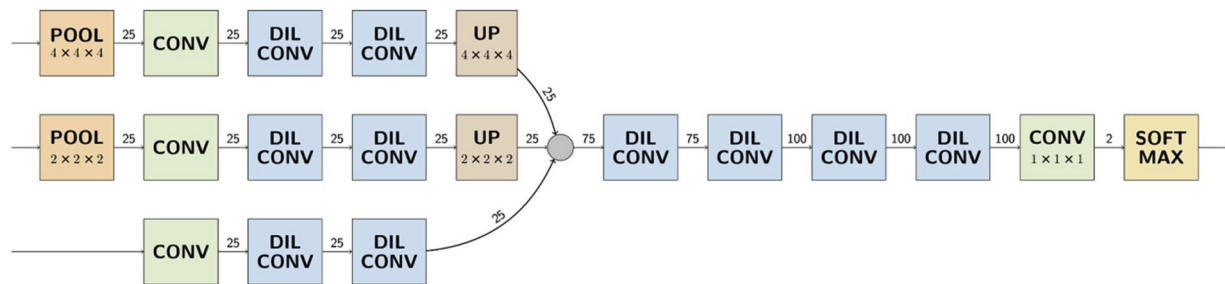 POOL
4 × 4 × 4
25
CONV
25
DIL
CONV
25
DIL
CONV
25
UP
4 × 4 × 4
25
POOL
2 × 2 × 2
25
CONV
25
DIL
CONV
25
DIL
CONV
25
UP
2 × 2 × 2
25
75
DIL
CONV
75
DIL
CONV
100
DIL
CONV
100
DIL
CONV
100
CONV
1 × 1 × 1
2
SOFT
MAX
CONV
25
DIL
CONV
25
DIL
CONV
25